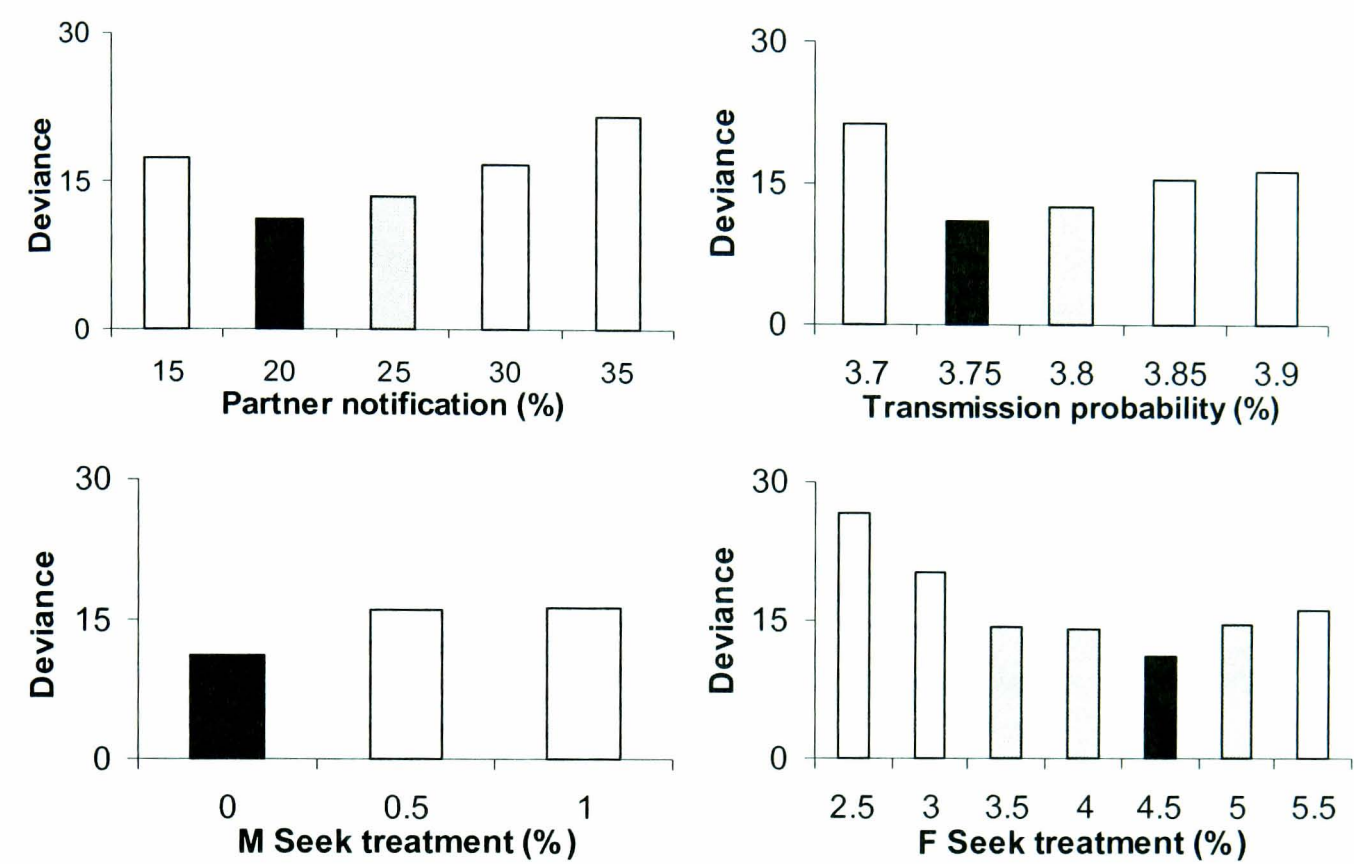 30
15
0
Deviance
15 20 25 30 35
Partner notification (%)
30
15
0
Deviance
3.7 3.75 3.8 3.85 3.9
Transmission probability (%)
30
15
0
Deviance
0 0.5 1
M Seek treatment (%)
30
15
0
Deviance
2.5 3 3.5 4 4.5 5 5.5
F Seek treatment (%)